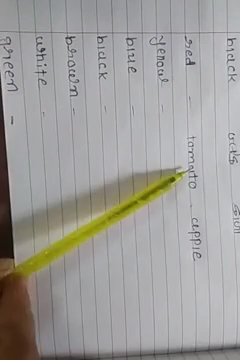 black
red - tomato - apple
yellow
blue -
black -
brown -
white -
green -